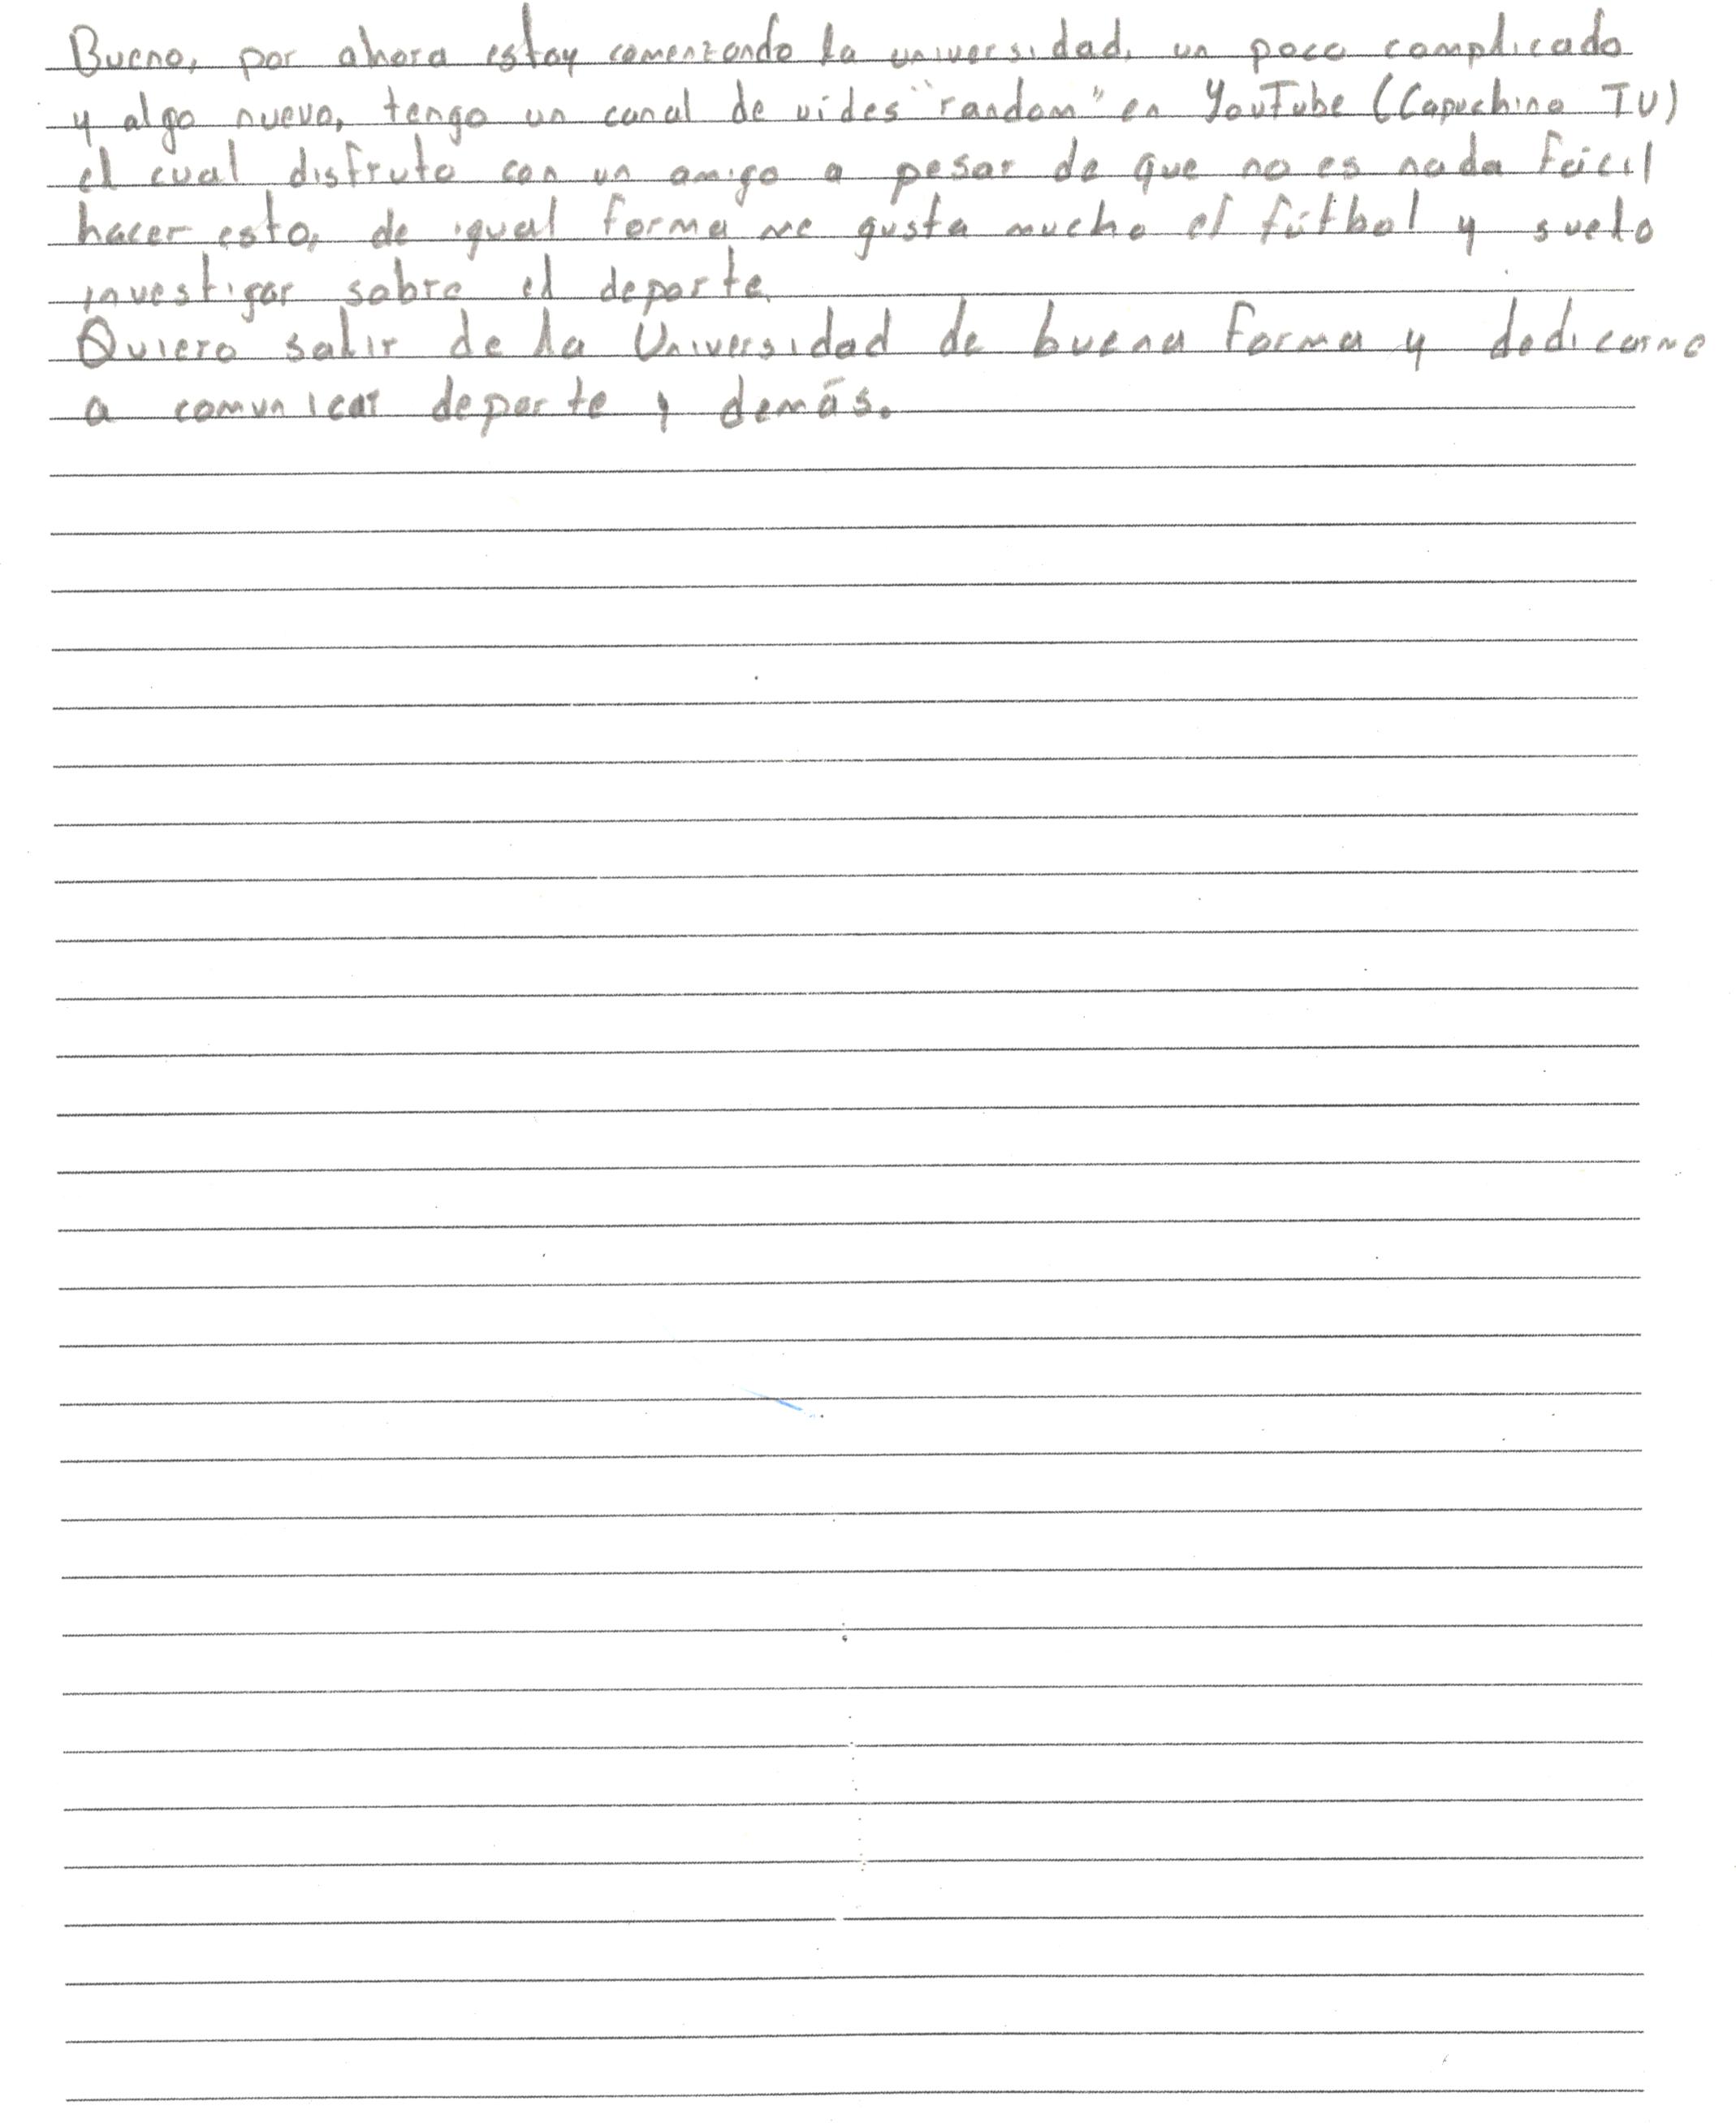 Bueno, por ahora estoy comenzando la universidad, un poco complicado
y algo nuevo, tengo un canal de vides "random" en YouTube (Capuchino TV)
el cual disfruto con un amigo a pesar de que no es nada fácil
hacer esto, de igual forma me gusta mucho el fútbol y suelo
investigar sobre el deporte.
Quiero salir de la Universidad de buena forma y dedicarme
a comunicar deporte y demás.